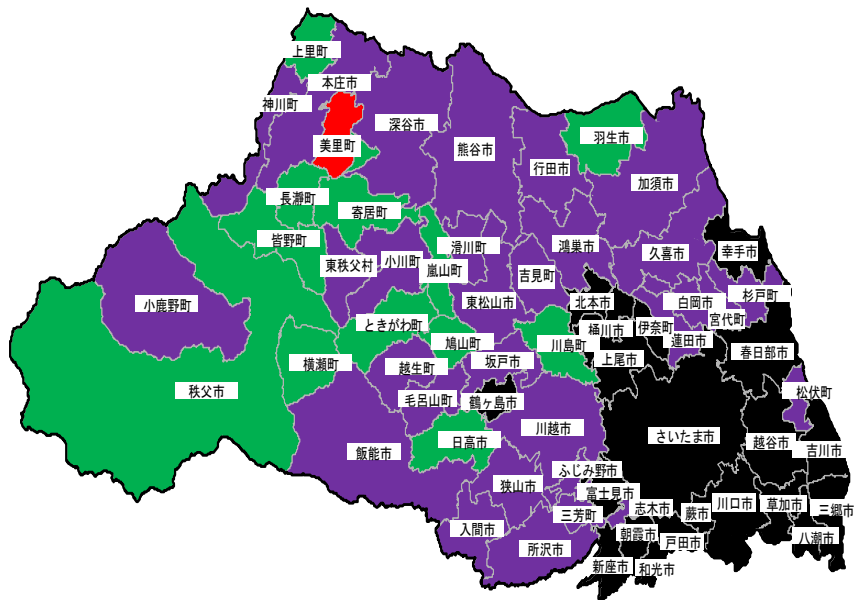 上里町
本庄市
神川町
深谷市
美里町
熊谷市
羽生市
行田市
加須市
長瀞町
寄居町
皆野町
滑川町
鴻巣市
久喜市
幸手市
東秩父村
小川町
嵐山町
吉見町
小鹿野町
東松山市
北本市
白岡市
杉戸町
宮代町
ときがわ町
桶川市
伊奈町
蓮田市
鳩山町
川島町
上尾市
春日部市
横瀬町
越生町
坂戸市
秩父市
毛呂山町
鶴ヶ島市
松伏町
日高市
川越市
さいたま市
越谷市
吉川市
飯能市
ふじみ野市
狭山市
富士見市
三芳町
志木市
蕨市
川口市
草加市
三郷市
入間市
所沢市
朝霞市
戸田市
八潮市
新座市
和光市